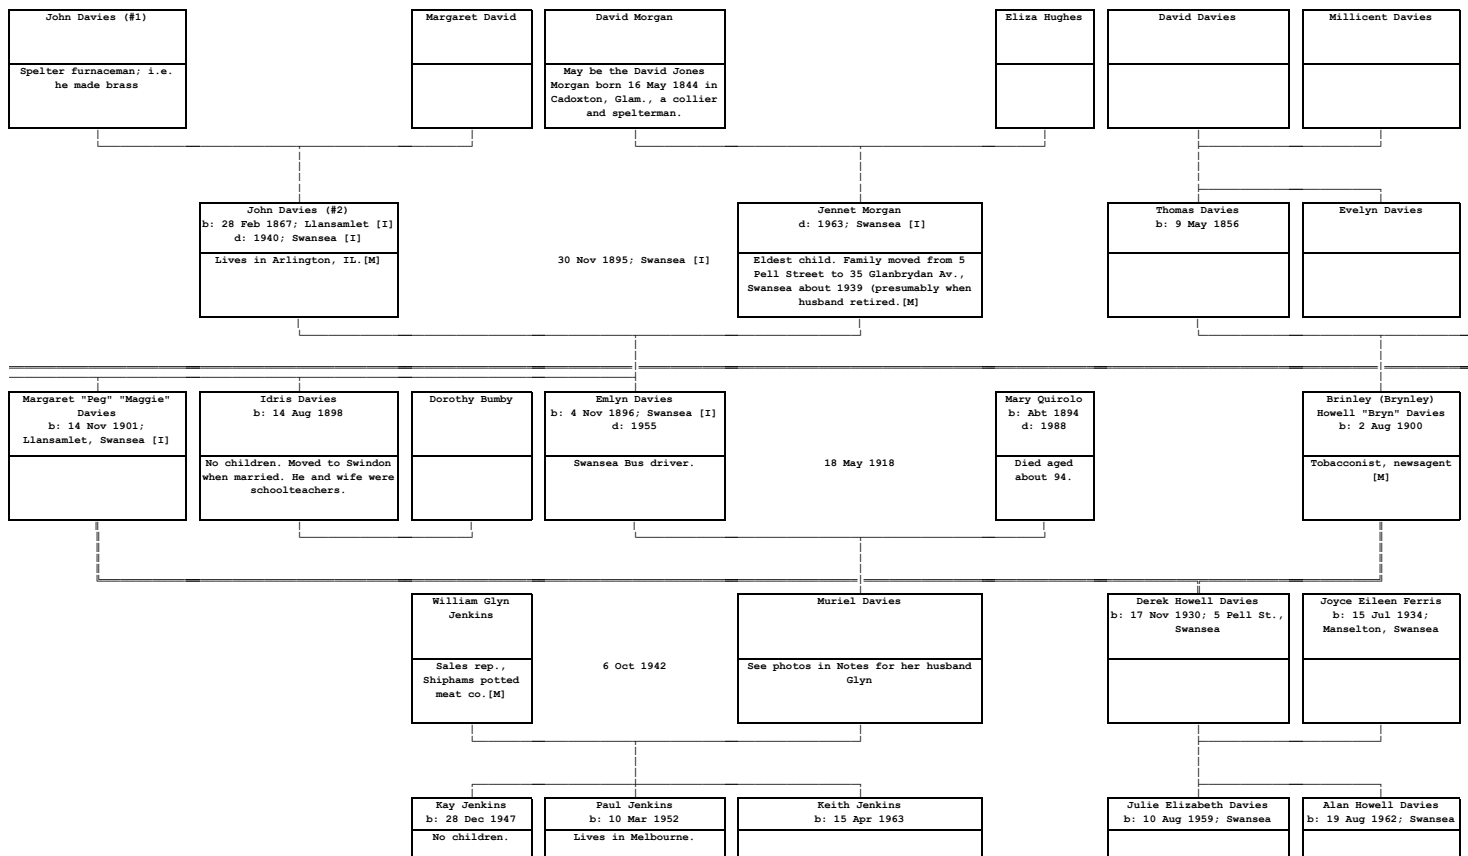 John Davies (#1)
Spelter furnaceman; i.e.
he made brass
Margaret David
David Morgan
May be the David Jones
Morgan born 16 May 1844 in
Cadoxton, Glam., a collier
and spelterman.
Eliza Hughes
David Davies
Millicent Davies
John Davies (#2)
b: 28 Feb 1867; Llansamlet [I]
d: 1940; Swansea [I]
Lives in Arlington, IL.[M]
30 Nov 1895; Swansea [I]
Jennet Morgan
d: 1963; Swansea [I]
Eldest child. Family moved from 5
Pell Street to 35 Glanbrydan Av.,
Swansea about 1939 (presumably when
husband retired.[M]
Thomas Davies
b: 9 May 1856
Evelyn Davies
Margaret "Peg" "Maggie"
Davies
b: 14 Nov 1901;
Llansamlet, Swansea [I]
Idris Davies
b: 14 Aug 1898
No children. Moved to Swindon
when married. He and wife were
schoolteachers.
Dorothy Bumby
Emlyn Davies
b: 4 Nov 1896; Swansea [I]
d: 1955
Swansea Bus driver.
18 May 1918
Mary Quirolo
b: Abt 1894
d: 1988
Died aged
about 94.
Brinley (Brynley)
Howell "Bryn" Davies
b: 2 Aug 1900
Tobacconist, newsagent
[M]
William Glyn
Jenkins
Sales rep.,
Shiphams potted
meat co.[M]
6 Oct 1942
Muriel Davies
See photos in Notes for her husband
Glyn
Derek Howell Davies
b: 17 Nov 1930; 5 Pell St.,
Swansea
Joyce Eileen Ferris
b: 15 Jul 1934;
Manselton, Swansea
Kay Jenkins
b: 28 Dec 1947
No children.
Paul Jenkins
b: 10 Mar 1952
Lives in Melbourne.
Keith Jenkins
b: 15 Apr 1963
Julie Elizabeth Davies
b: 10 Aug 1959; Swansea
Alan Howell Davies
b: 19 Aug 1962; Swansea